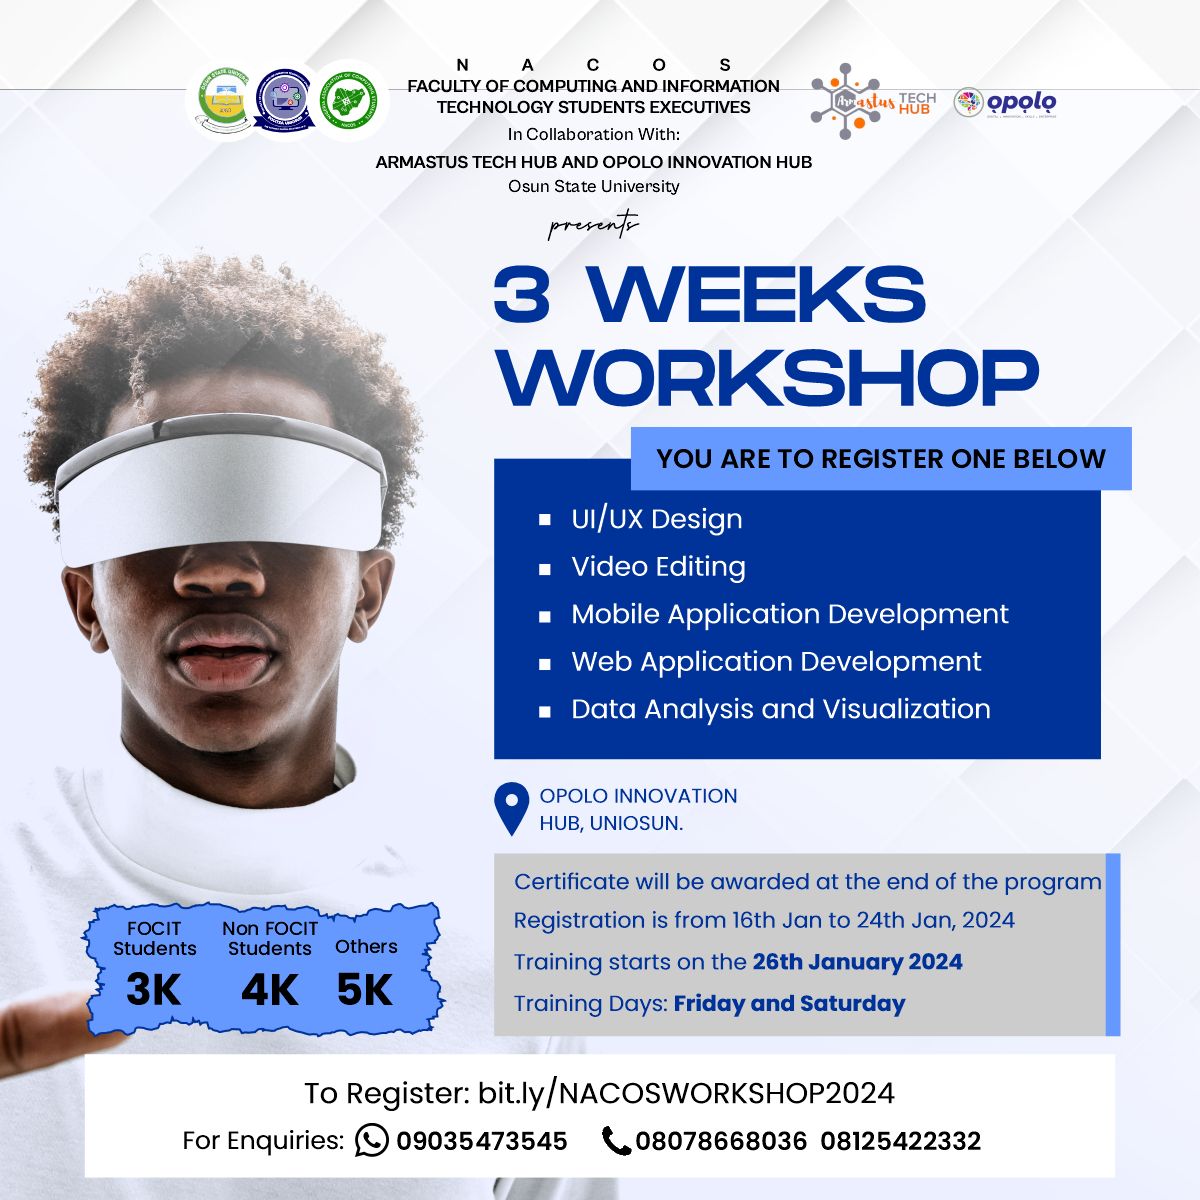 N A C O S
FACULTY OF COMPUTING AND INFORMATION
TECHNOLOGY STUDENTS EXECUTIVES
In Collaboration With:
ARMASTUS TECH HUB AND OPOLO INNOVATION HUB
Osun State University
presents
Armastus TECH
HUB
opolo
3 WEEKS
WORKSHOP
YOU ARE TO REGISTER ONE BELOW
UI/UX Design
Video Editing
Mobile Application Development
Web Application Development
Data Analysis and Visualization
OPOLO INNOVATION
HUB, UNIOSUN.
Certificate will be awarded at the end of the program
Registration is from 16th Jan to 24th Jan, 2024
Training starts on the 26th January 2024
Training Days: Friday and Saturday
FOCIT
Students
3K
Non FOCIT
Students
4K
Others
5K
To Register: bit.ly/NACOSWORKSHOP2024
For Enquiries: 09035473545 08078668036 08125422332